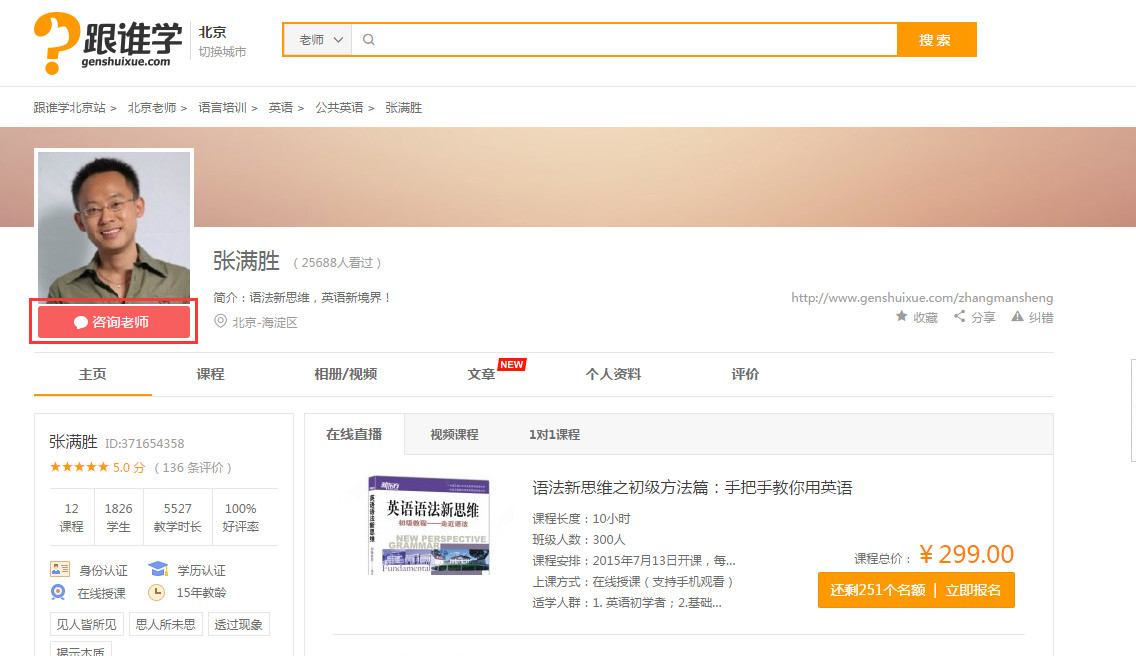 跟谁学
genshuixue.com
北京
切换城市
老师
搜索
跟谁学北京站 > 北京老师 > 语言培训 > 英语 > 公共英语 > 张满胜
张满胜 （25688人看过）
简介：语法新思维，英语新境界！
北京-海淀区
咨询老师
http://www.genshuixue.com/zhangmansheng
收藏 分享 纠错
主页 课程 相册/视频 文章 NEW 个人资料 评价
张满胜 ID:371654358
5.0 分 （136 条评价）
12 1826 5527 100%
课程 学生 教学时长 好评率
身份认证 学历认证
在线授课 15年教龄
见人皆所见 思人所未思 透过现象
揭示本质
在线直播 视频课程 1对1课程
新东方
英语语法新思维
初级教程——走近语法
NEW PERSPECTIVE
GRAMMAR
Fundamental
英语语法新思维
语法新思维之初级方法篇：手把手教你用英语
课程长度：10小时
班级人数：300人
课程安排：2015年7月13日开课，每...
上课方式：在线授课（支持手机观看）
适学人群：1. 英语初学者；2.基础...
课程总价： ¥ 299.00
还剩251个名额 | 立即报名